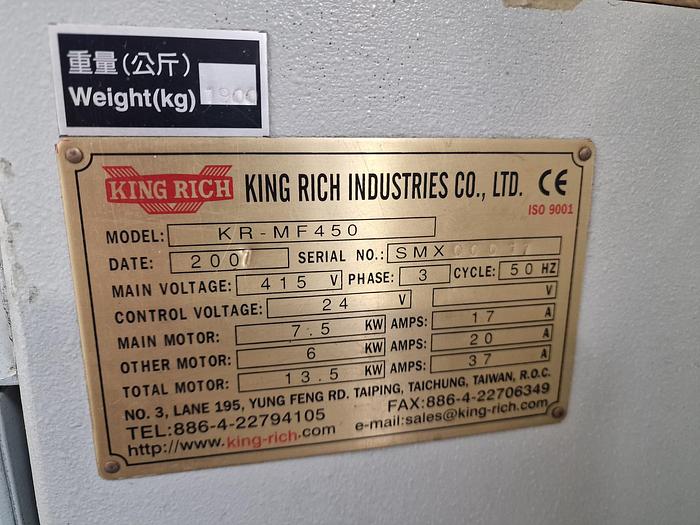 重量(公斤)
Weight(kg) 1900
KING RICH KING RICH INDUSTRIES CO., LTD. CE
ISO 9001
MODEL: KR-MF450
DATE: 2007 SERIAL NO.: SMX
MAIN VOLTAGE: 415 V PHASE: 3 CYCLE: 50 HZ
CONTROL VOLTAGE: 24 V V
MAIN MOTOR: 7.5 KW AMPS: 17 A
OTHER MOTOR: 6 KW AMPS: 20 A
TOTAL MOTOR: 13.5 KW AMPS: 37 A
NO. 3, LANE 195, YUNG FENG RD. TAIPING, TAICHUNG, TAIWAN, R.O.C.
TEL:886-4-22794105 FAX:886-4-22706349
http://www.king-rich.com e-mail:sales@king-rich.com